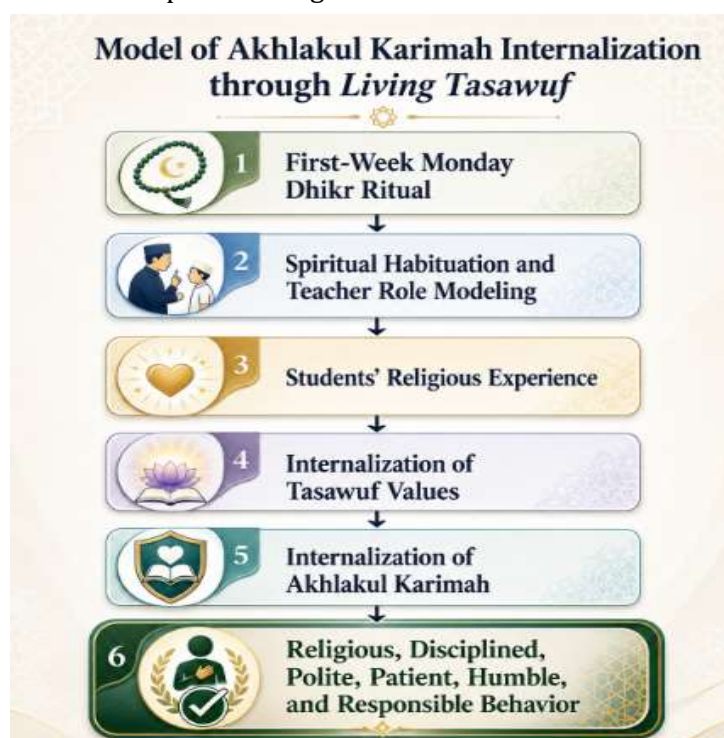 Model of Akhlakul Karimah Internalization
through Living Tasawuf
1
First-Week Monday
Dhikr Ritual
2
Spiritual Habituation and
Teacher Role Modeling
3
Students' Religious Experience
4
Internalization of
Tasawuf Values
5
Internalization of
Akhlakul Karimah
6
Religious, Disciplined,
Polite, Patient, Humble,
and Responsible Behavior